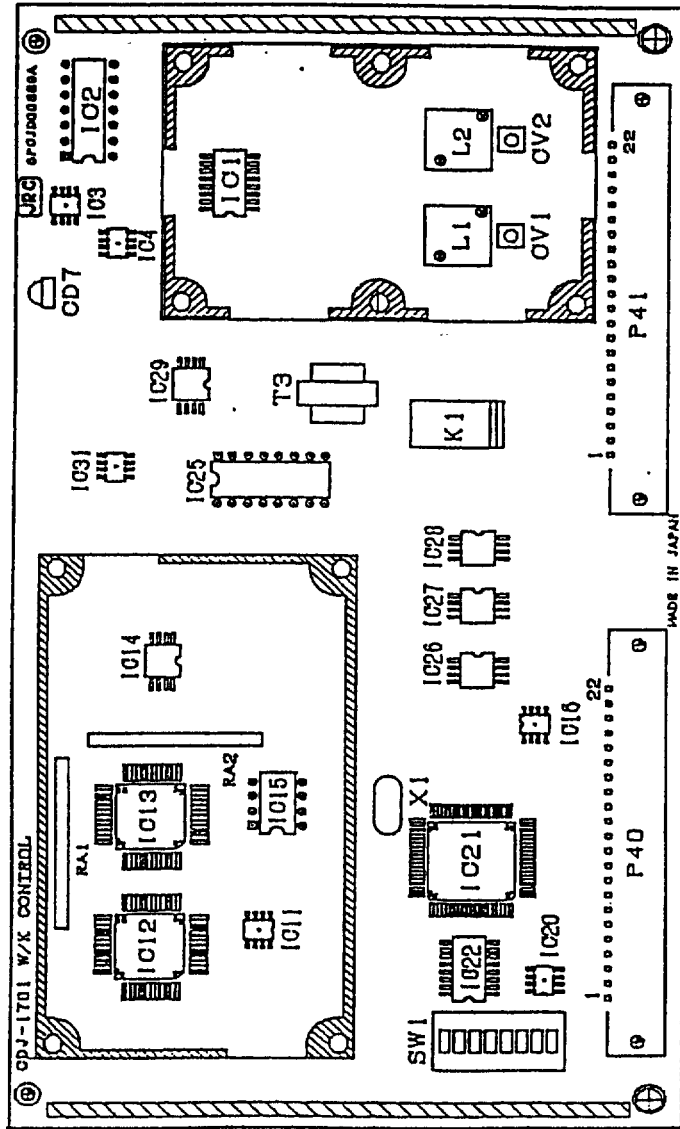 CDJ-1701 W/K CONTROL
JRC
RA1
IC12
IC13
RA2
IC14
IC11
IC15
IC31
IC25
IC29
CD7
IC4
IC3
IC2
IC1
L1
L2
CV1
CV2
T3
K1
SW1
IC22
IC20
IC21
X1
IC16
IC26
IC27
IC28
1
22
P40
MADE IN JAPAN
1
22
P41